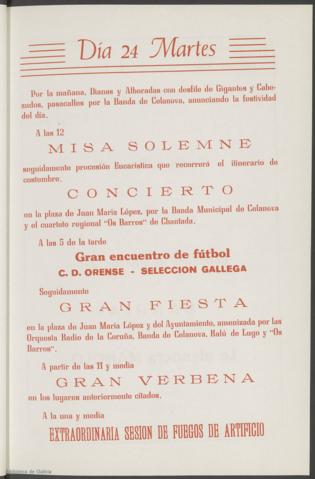 Día 24 Martes
Por la mañana, Dianas y Alboradas con desfile de Gigantes y Cabe-
zudos, pasacalles por la Banda de Celanova, anunciando la festividad
del día.
A las 12
MISA SOLEMNE
seguidamente procesión Eucarística que recorrerá el itinerario de
costumbre.
CONCIERTO
en la plaza de Juan María López, por la Banda Municipal de Celanova
y el cuarteto regional "Os Barros" de Chantada.
A las 5 de la tarde
Gran encuentro de fútbol
C. D. ORENSE - SELECCION GALLEGA
Seguidamente
GRAN FIESTA
en la plaza de Juan María López y del Ayuntamiento, amenizada por las
Orquesta Radio de la Coruña, Banda de Celanova, Balú de Lugo y "Os
Barros".
A partir de las 11 y media
GRAN VERBENA
en los lugares anteriormente citados.
A la una y media
EXTRAORDINARIA SESION DE FUEGOS DE ARTIFICIO
Biblioteca de Galicia